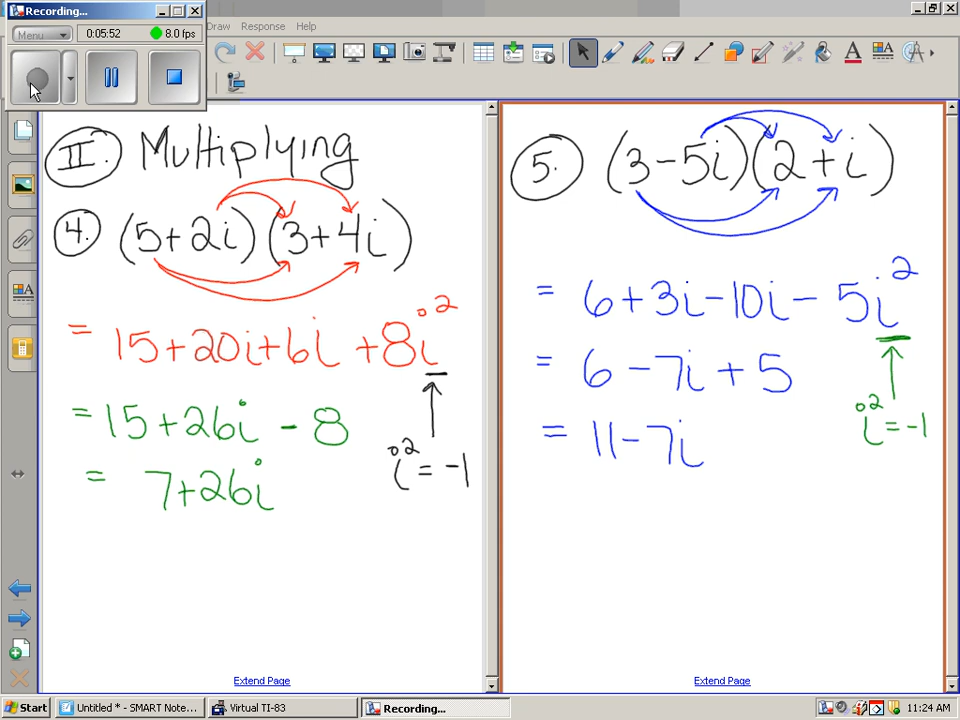 Recording...
Menu
0:05:52
8.0 fps
Draw Response Help
II. Multiplying
4. (5+2i)(3+4i)
= 15+20i+6i+8i²
= 15+26i-8
i²=-1
= 7+26i
5. (3-5i)(2+i)
= 6+3i-10i-5i²
= 6-7i+5
i²=-1
= 11-7i
Extend Page
Extend Page
Start
Untitled * - SMART Note...
Virtual TI-83
Recording...
11:24 AM